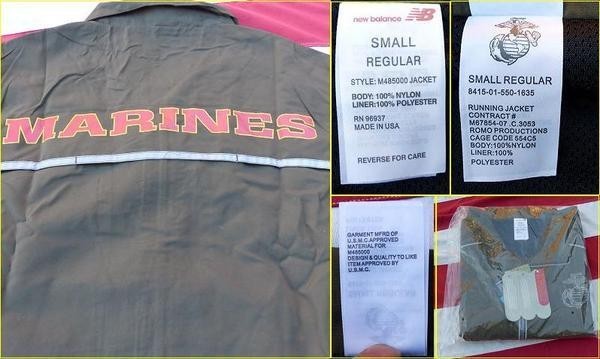 MARINES
new balance NB
SMALL
REGULAR
STYLE: M485000 JACKET
BODY: 100% NYLON
LINER:100% POLYESTER
RN 96937
MADE IN USA
REVERSE FOR CARE
SMALL REGULAR
8415-01-550-1635
RUNNING JACKET
CONTRACT #
M67854-07 .C.3053
ROMO PRODUCTIONS
CAGE CODE 554C5
BODY:100%NYLON
LINER:100%
POLYESTER
GARMENT MFRD OF
U.S.M.C.APPROVED
MATERIAL FOR
M485000
DESIGN & QUALITY TO LIKE
ITEM APPROVED BY
U.S.M.C.